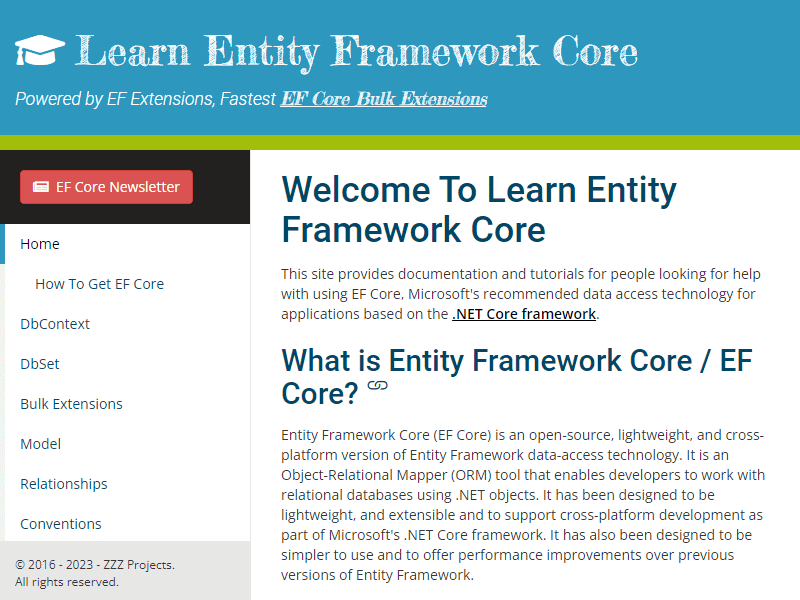 Learn Entity Framework Core
Powered by EF Extensions, Fastest EF Core Bulk Extensions
EF Core Newsletter
Home
How To Get EF Core
DbContext
DbSet
Bulk Extensions
Model
Relationships
Conventions
© 2016 - 2023 - ZZZ Projects.
All rights reserved.
Welcome To Learn Entity
Framework Core
This site provides documentation and tutorials for people looking for help
with using EF Core, Microsoft's recommended data access technology for
applications based on the .NET Core framework.
What is Entity Framework Core / EF
Core?
Entity Framework Core (EF Core) is an open-source, lightweight, and cross-
platform version of Entity Framework data-access technology. It is an
Object-Relational Mapper (ORM) tool that enables developers to work with
relational databases using .NET objects. It has been designed to be
lightweight, and extensible and to support cross-platform development as
part of Microsoft's .NET Core framework. It has also been designed to be
simpler to use and to offer performance improvements over previous
versions of Entity Framework.